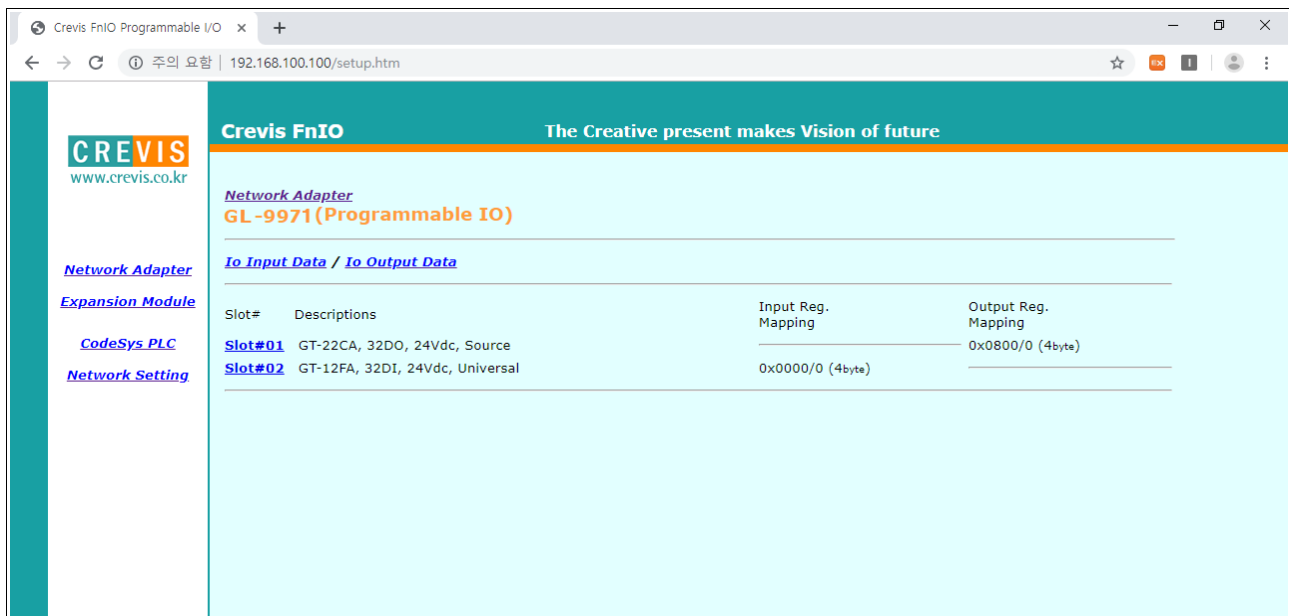 Crevis FnIO Programmable I/O
주의 요함 | 192.168.100.100/setup.htm
CREVIS
www.crevis.co.kr
Crevis FnIO The Creative present makes Vision of future
Network Adapter
Expansion Module
CodeSys PLC
Network Setting
Network Adapter
GL-9971(Programmable IO)
Io Input Data / Io Output Data
Slot# Descriptions Input Reg. Mapping Output Reg. Mapping
Slot#01 GT-22CA, 32DO, 24Vdc, Source 0x0800/0 (4byte)
Slot#02 GT-12FA, 32DI, 24Vdc, Universal 0x0000/0 (4byte)